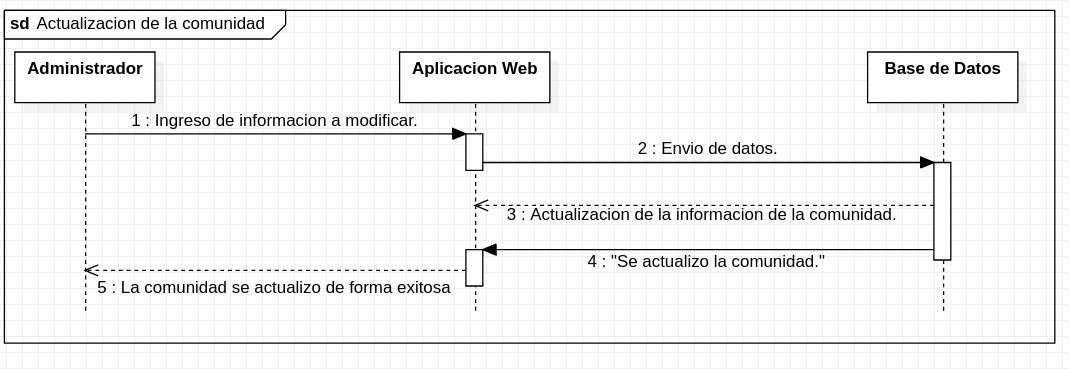 sd Actualizacion de la comunidad
Administrador
Aplicacion Web
Base de Datos
1 : Ingreso de informacion a modificar.
2 : Envio de datos.
3 : Actualizacion de la informacion de la comunidad.
4 : "Se actualizo la comunidad."
5 : La comunidad se actualizo de forma exitosa